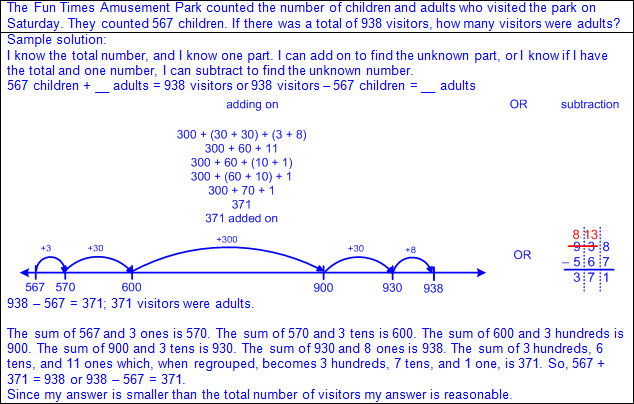 The Fun Times Amusement Park counted the number of children and adults who visited the park on
Saturday. They counted 567 children. If there was a total of 938 visitors, how many visitors were adults?
Sample solution:
I know the total number, and I know one part. I can add on to find the unknown part, or I know if I have
the total and one number, I can subtract to find the unknown number.
567 children + __ adults = 938 visitors or 938 visitors – 567 children = __ adults
adding on OR subtraction
300 + (30 + 30) + (3 + 8)
300 + 60 + 11
300 + 60 + (10 + 1)
300 + (60 + 10) + 1
300 + 70 + 1
371
371 added on
+3 +30 +300 +30 +8
567 570 600 900 930 938
OR
8 13
9 3 8
– 5 6 7
3 7 1
938 – 567 = 371; 371 visitors were adults.
The sum of 567 and 3 ones is 570. The sum of 570 and 3 tens is 600. The sum of 600 and 3 hundreds is
900. The sum of 900 and 3 tens is 930. The sum of 930 and 8 ones is 938. The sum of 3 hundreds, 6
tens, and 11 ones which, when regrouped, becomes 3 hundreds, 7 tens, and 1 one, is 371. So, 567 +
371 = 938 or 938 – 567 = 371.
Since my answer is smaller than the total number of visitors my answer is reasonable.